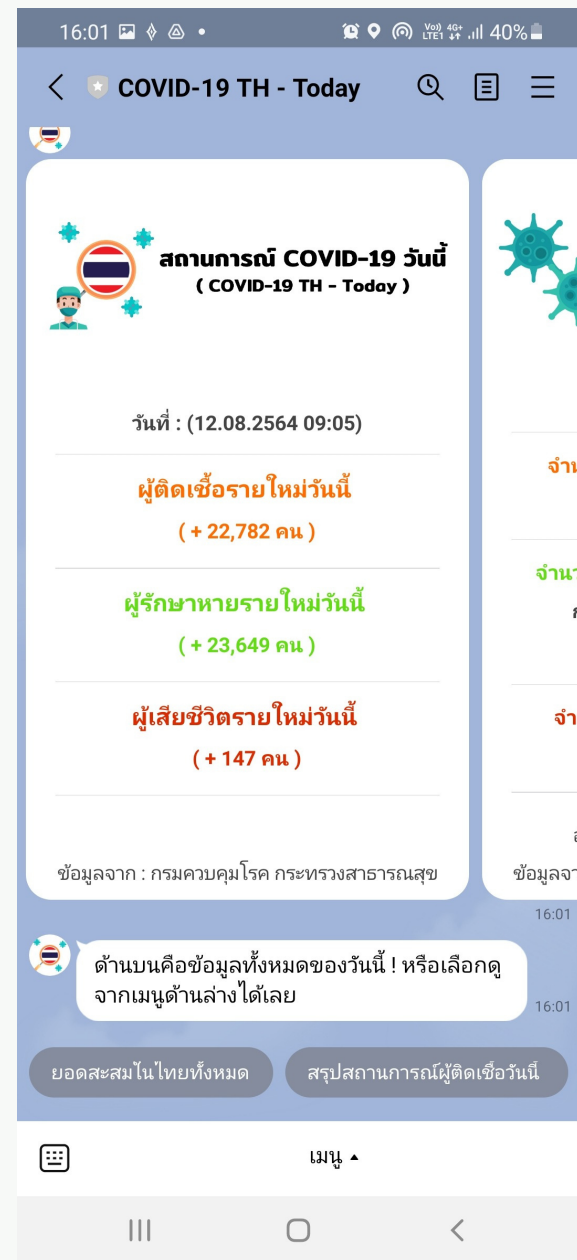 16:01
Vo)) 4G+
LTE1
40%
COVID-19 TH - Today
สถานการณ์ COVID-19 วันนี้
( COVID-19 TH - Today )
วันที่ : (12.08.2564 09:05)
ผู้ติดเชื้อรายใหม่วันนี้
( + 22,782 คน )
ผู้รักษาหายรายใหม่วันนี้
( + 23,649 คน )
ผู้เสียชีวิตรายใหม่วันนี้
( + 147 คน )
ข้อมูลจาก : กรมควบคุมโรค กระทรวงสาธารณสุข
16:01
ด้านบนคือข้อมูลทั้งหมดของวันนี้ ! หรือเลือกดู
จากเมนูด้านล่างได้เลย
16:01
ยอดสะสมในไทยทั้งหมด
สรุปสถานการณ์ผู้ติดเชื้อวันนี้
เมนู